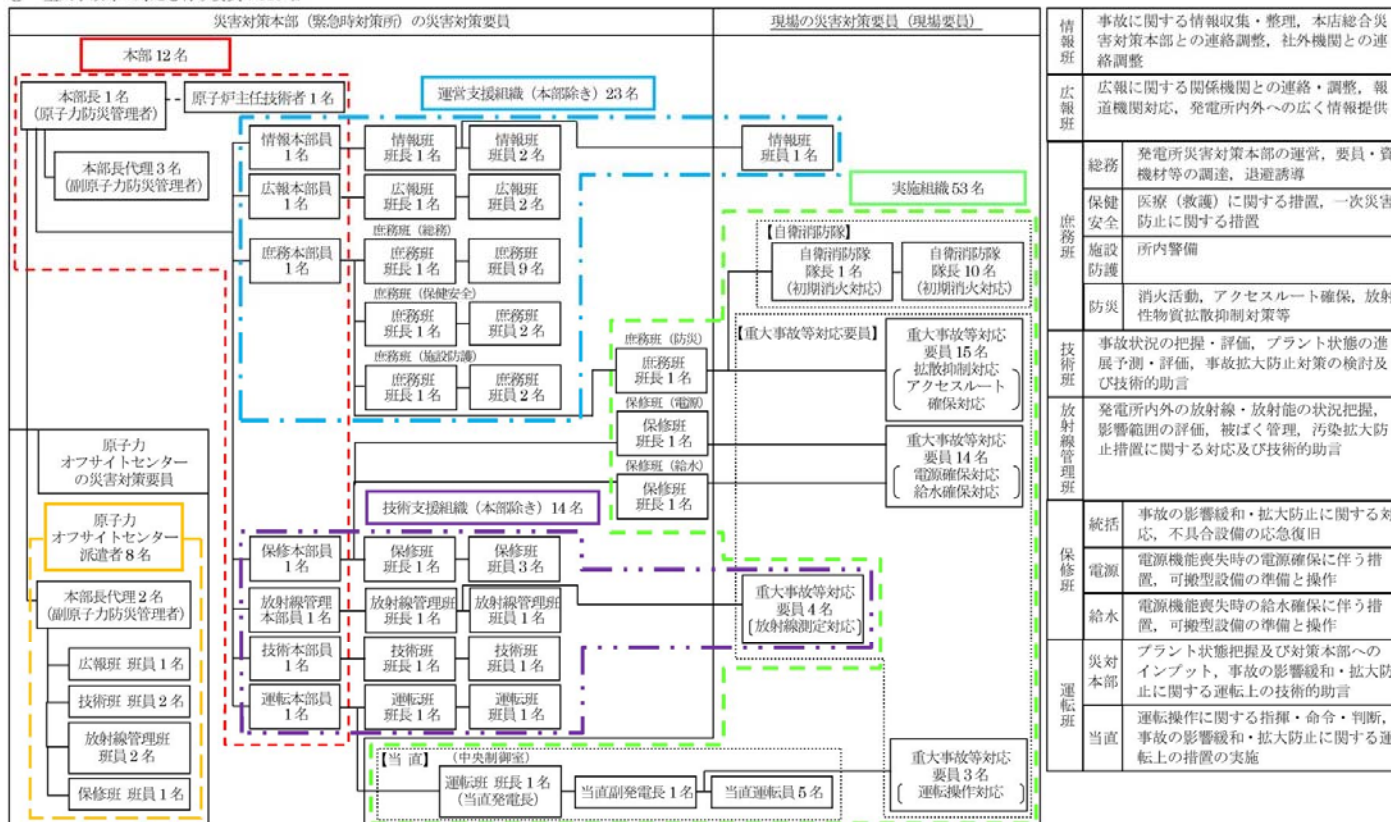 災害対策本部（緊急時対策所）の災害対策要員
現場の災害対策要員（現場要員）
本部12名
本部長1名
（原子力防災管理者）
原子炉主任技術者1名
本部長代理3名
（副原子力防災管理者）
運営支援組織（本部除き）23名
情報本部員
1名
情報班
班長1名
情報班
班員2名
情報班
班員1名
広報本部員
1名
広報班
班長1名
広報班
班員2名
庶務班（総務）
庶務本部員
1名
庶務班
班長1名
庶務班
班員9名
庶務班（保健安全）
庶務班
班長1名
庶務班
班員2名
庶務班（施設防護）
庶務班
班長1名
庶務班
班員2名
実施組織53名
【自衛消防隊】
自衛消防隊
隊長1名
（初期消火対応）
自衛消防隊
隊長10名
（初期消火対応）
【重大事故等対応要員】
庶務班（防災）
庶務班
班長1名
重大事故等対応
要員15名
拡散抑制対応
アクセスルート
確保対応
保修班（電源）
保修班
班長1名
保修班（給水）
保修班
班長1名
重大事故等対応
要員14名
電源確保対応
給水確保対応
原子力
オフサイトセンター
の災害対策要員
原子力
オフサイトセンター
派遣者8名
本部長代理2名
（副原子力防災管理者）
広報班 班員1名
技術班 班員2名
放射線管理班
班員2名
保修班 班員1名
技術支援組織（本部除き）14名
保修本部員
1名
保修班
班長1名
保修班
班員3名
放射線管理
本部員1名
放射線管理班
班長1名
放射線管理班
班員1名
重大事故等対応
要員4名
〔放射線測定対応〕
技術本部員
1名
技術班
班長1名
技術班
班員1名
運転本部員
1名
運転班
班長1名
運転班
班員1名
【当 直】
（中央制御室）
運転班 班長1名
（当直発電長）
当直副発電長1名
当直運転員5名
重大事故等対応
要員3名
〔運転操作対応〕
情報班
事故に関する情報収集・整理，本店総合災
害対策本部との連絡調整，社外機関との連
絡調整
広報班
広報に関する関係機関との連絡・調整，報
道機関対応，発電所内外への広く情報提供
庶務班
総務
発電所災害対策本部の運営，要員・資
機材等の調達，退避誘導
保健
安全
医療（救護）に関する措置，一次災害
防止に関する措置
施設
防護
所内警備
防災
消火活動，アクセスルート確保，放射
性物質拡散抑制対策等
技術班
事故状況の把握・評価，プラント状態の進
展予測・評価，事故拡大防止対策の検討及
び技術的助言
放射線管理班
発電所内外の放射線・放射能の状況把握，
影響範囲の評価，被ばく管理，汚染拡大防
止措置に関する対応及び技術的助言
保修班
統括
事故の影響緩和・拡大防止に関する対
応，不具合設備の応急復旧
電源
電源機能喪失時の電源確保に伴う措
置，可搬型設備の準備と操作
給水
電源機能喪失時の給水確保に伴う措
置，可搬型設備の準備と操作
運転班
災対
本部
プラント状態把握及び対策本部への
インプット，事故の影響緩和・拡大防
止に関する運転上の技術的助言
当直
運転操作に関する指揮・命令・判断，
事故の影響緩和・拡大防止に関する運
転上の措置の実施